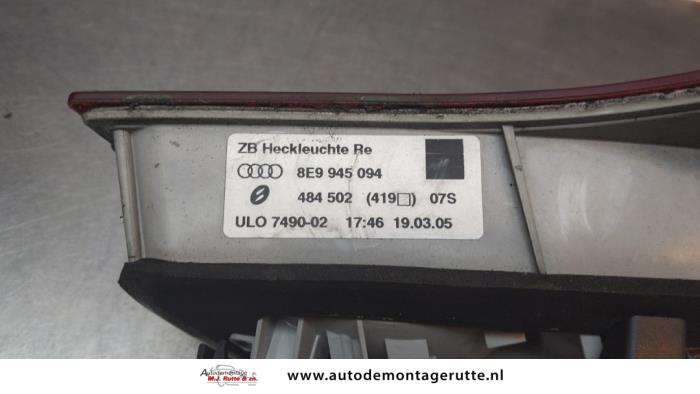 ZB Heckleuchte Re
8E9 945 094
484 502 (419□) 07S
ULO 7490-02 17:46 19.03.05
Autodemontage
M.J. Rutte & zn.
www.autodemontagerutte.nl